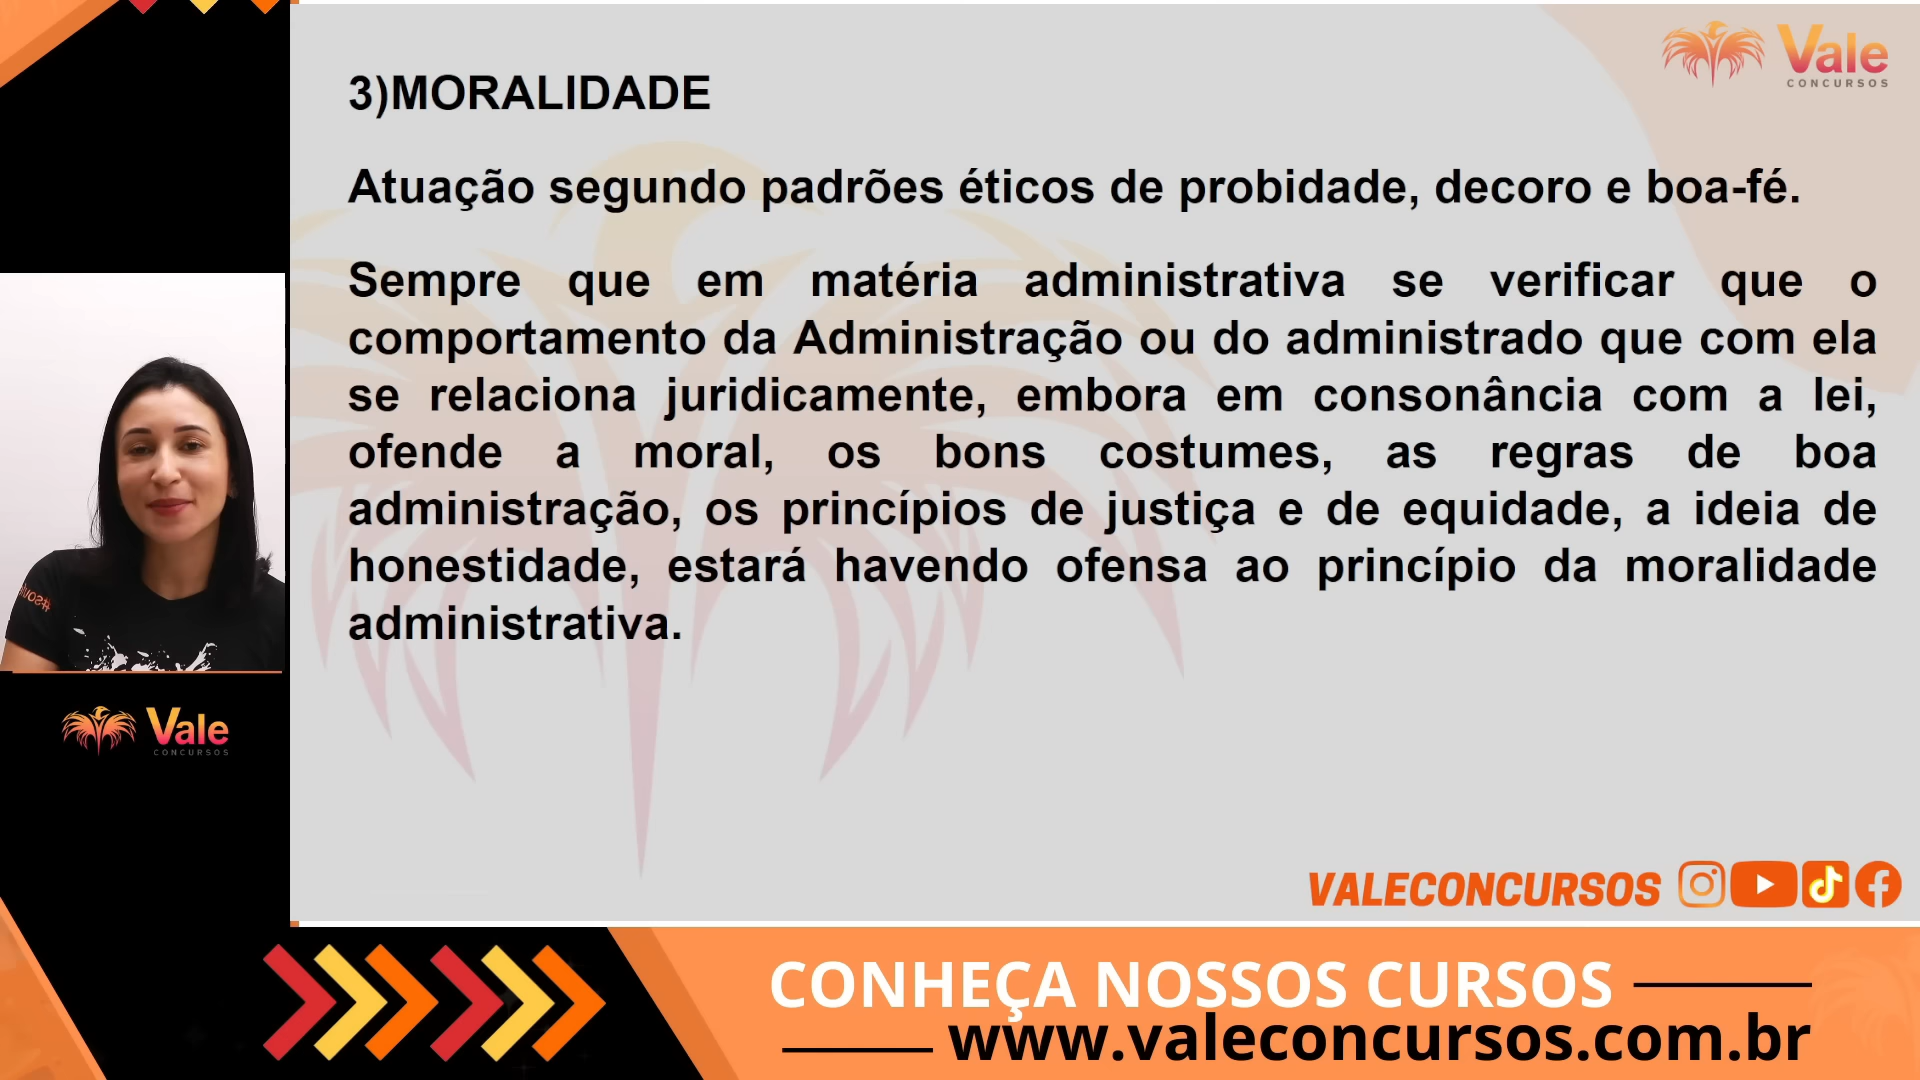 Vale
CONCURSOS
3)MORALIDADE
Atuação segundo padrões éticos de probidade, decoro e boa-fé.
Sempre que em matéria administrativa se verificar que o
comportamento da Administração ou do administrado que com ela
se relaciona juridicamente, embora em consonância com a lei,
ofende a moral, os bons costumes, as regras de boa
administração, os princípios de justiça e de equidade, a ideia de
honestidade, estará havendo ofensa ao princípio da moralidade
administrativa.
Vale
CONCURSOS
VALECONCURSOS
CONHEÇA NOSSOS CURSOS
www.valeconcursos.com.br